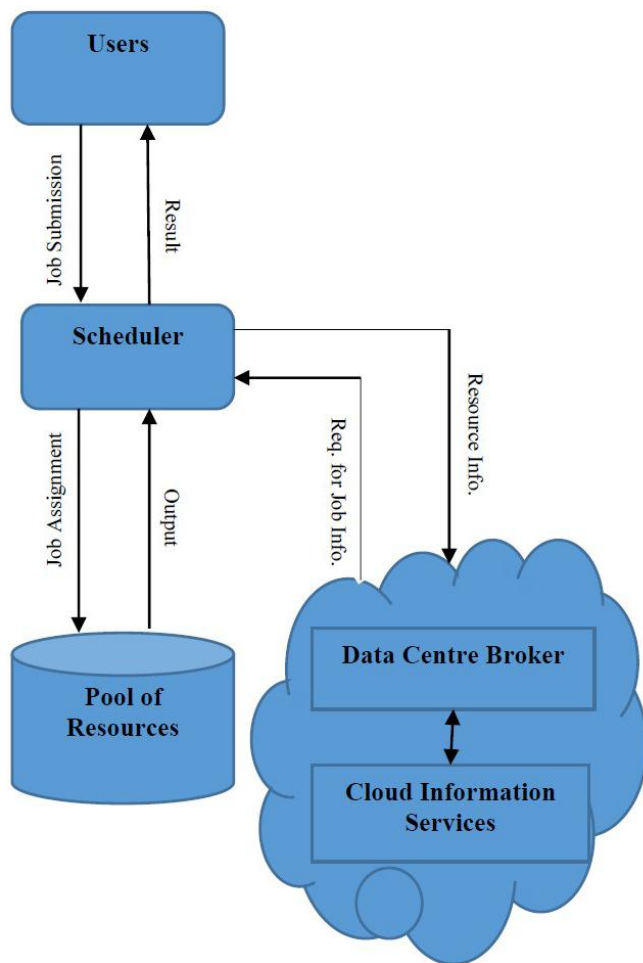 Users
Job Submission
Result
Scheduler
Job Assignment
Output
Req. for Job Info.
Resource Info.
Pool of
Resources
Data Centre Broker
Cloud Information
Services